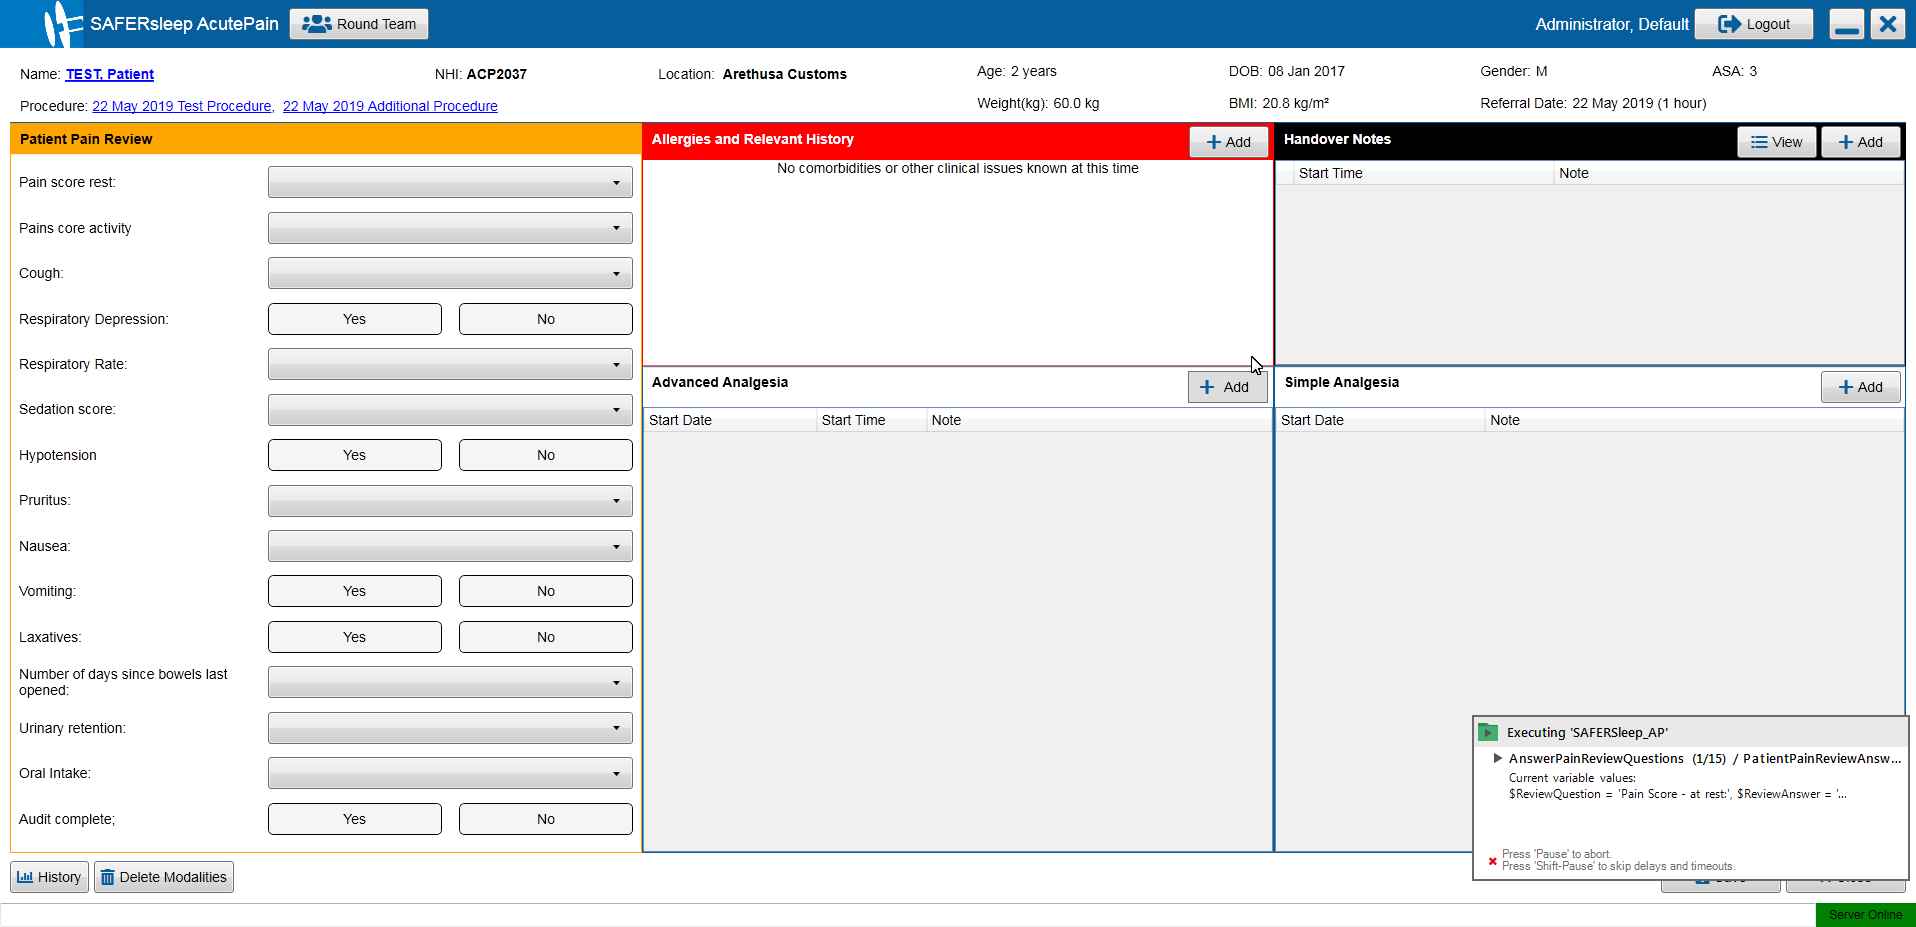 SAFERsleep AcutePain
Round Team
Administrator, Default
Logout
Name: TEST, Patient
NHI: ACP2037
Location: Arethusa Customs
Age: 2 years
DOB: 08 Jan 2017
Gender: M
ASA: 3
Procedure: 22 May 2019 Test Procedure, 22 May 2019 Additional Procedure
Weight(kg): 60.0 kg
BMI: 20.8 kg/m²
Referral Date: 22 May 2019 (1 hour)
Patient Pain Review
Pain score rest:
Pains core activity
Cough:
Respiratory Depression: Yes No
Respiratory Rate:
Sedation score:
Hypotension Yes No
Pruritus:
Nausea:
Vomiting: Yes No
Laxatives: Yes No
Number of days since bowels last
opened:
Urinary retention:
Oral Intake:
Audit complete; Yes No
Allergies and Relevant History
Add
No comorbidities or other clinical issues known at this time
Handover Notes
View
Add
Start Time Note
Advanced Analgesia
Add
Start Date Start Time Note
Simple Analgesia
Add
Start Date Note
Executing 'SAFERSleep_AP'
AnswerPainReviewQuestions (1/15) / PatientPainReviewAnsw...
Current variable values:
$ReviewQuestion = 'Pain Score - at rest:', $ReviewAnswer = '...
Press 'Pause' to abort.
Press 'Shift-Pause' to skip delays and timeouts.
History
Delete Modalities
Server Online